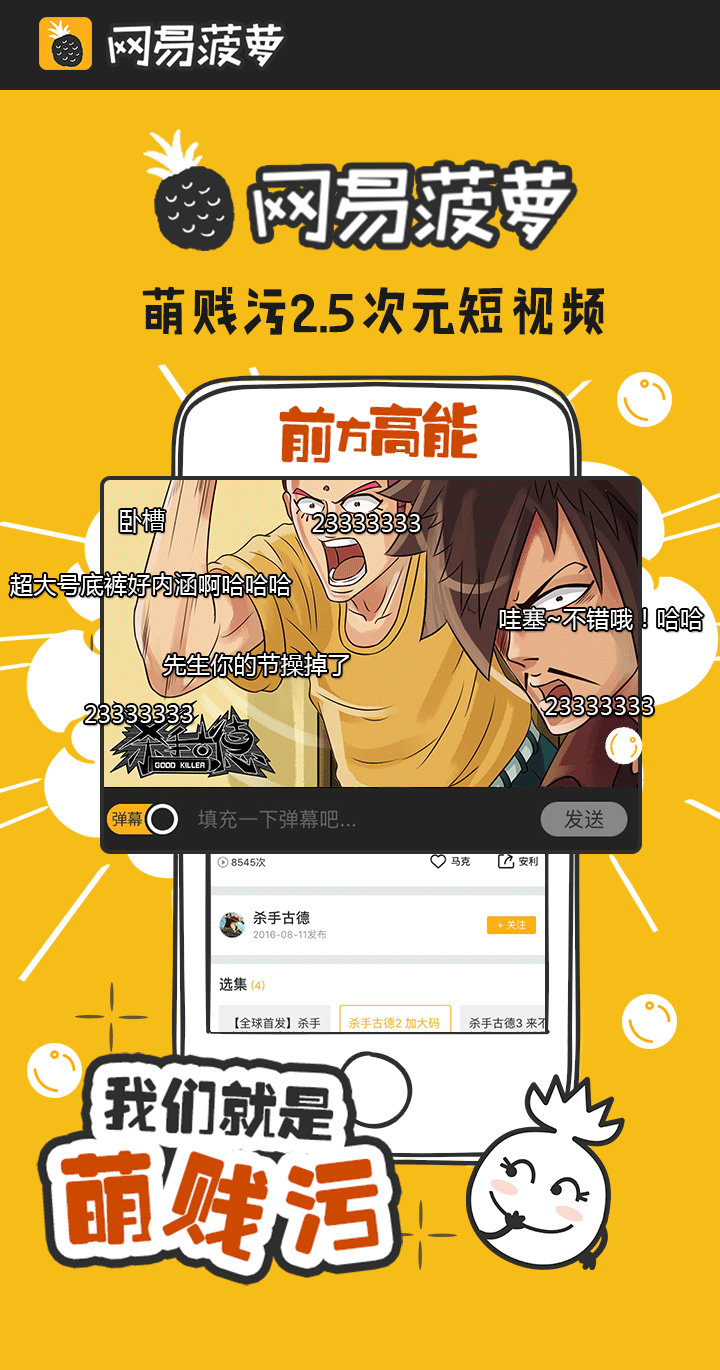 网易菠萝
网易菠萝
萌贱污2.5次元短视频
前方高能
卧槽
23333333
超大号底裤好内涵啊哈哈哈
哇塞~不错哦！哈哈
先生你的节操掉了
23333333
23333333
杀手古德
GOOD KILLER
弹幕
填充一下弹幕吧...
发送
8545次
马克
安利
杀手古德
2016-08-11发布
+ 关注
选集 (4)
【全球首发】杀手
杀手古德2 加大码
杀手古德3 来不
我们就是
萌贱污